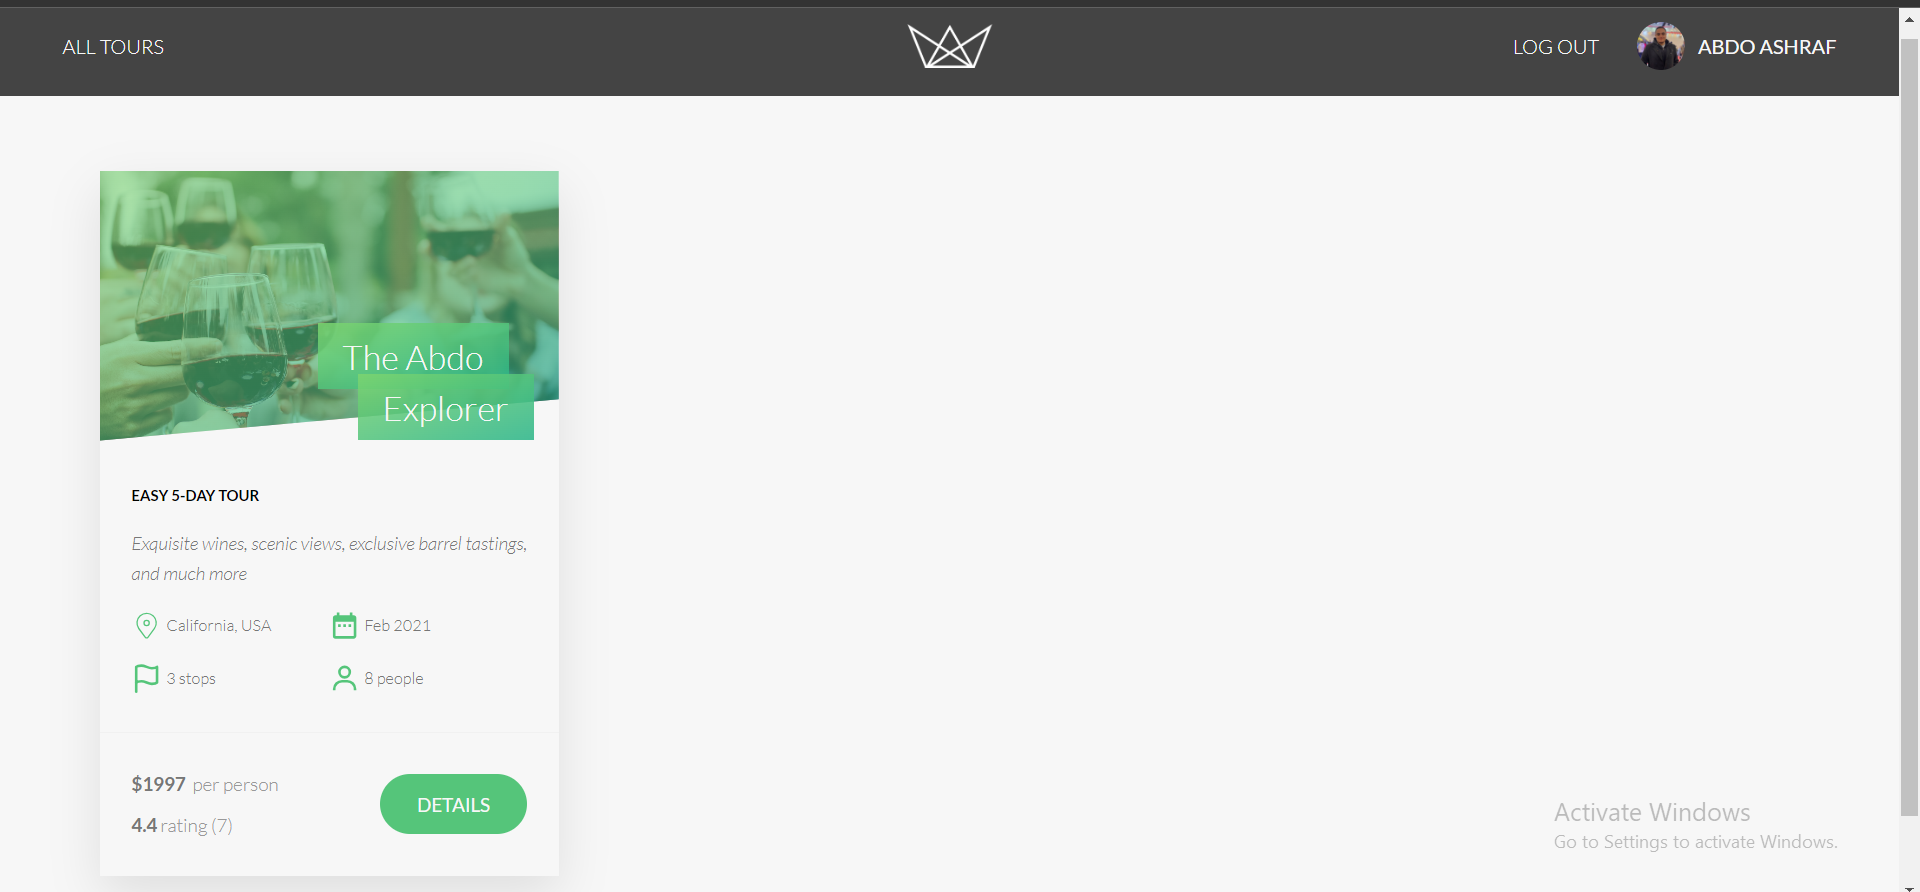 ALL TOURS
LOG OUT
ABDO ASHRAF
The Abdo
Explorer
EASY 5-DAY TOUR
Exquisite wines, scenic views, exclusive barrel tastings,
and much more
California, USA
Feb 2021
3 stops
8 people
$1997 per person
4.4 rating (7)
DETAILS
Activate Windows
Go to Settings to activate Windows.